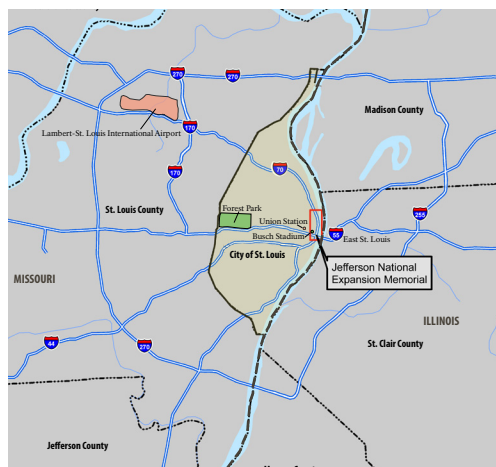 270
270
Madison County
Lambert-St. Louis International Airport
170
70
170
St. Louis County
Forest Park
255
Union Station
Busch Stadium
55
East St. Louis
City of St. Louis
Jefferson National
Expansion Memorial
MISSOURI
ILLINOIS
44
270
St. Clair County
Jefferson County